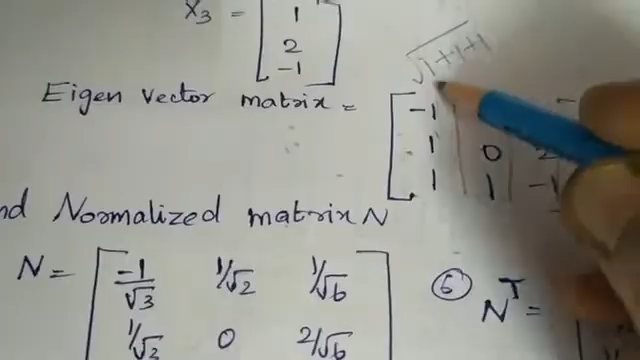 X₃ = [1
2
-1]
√1+1+1
Eigen vector matrix = [-1
1 0 2
1 1 -1
nd Normalized matrix N
N = [-1/√3 1/√2 1/√6
1/√3 0 2/√6
⑥ Nᵀ =